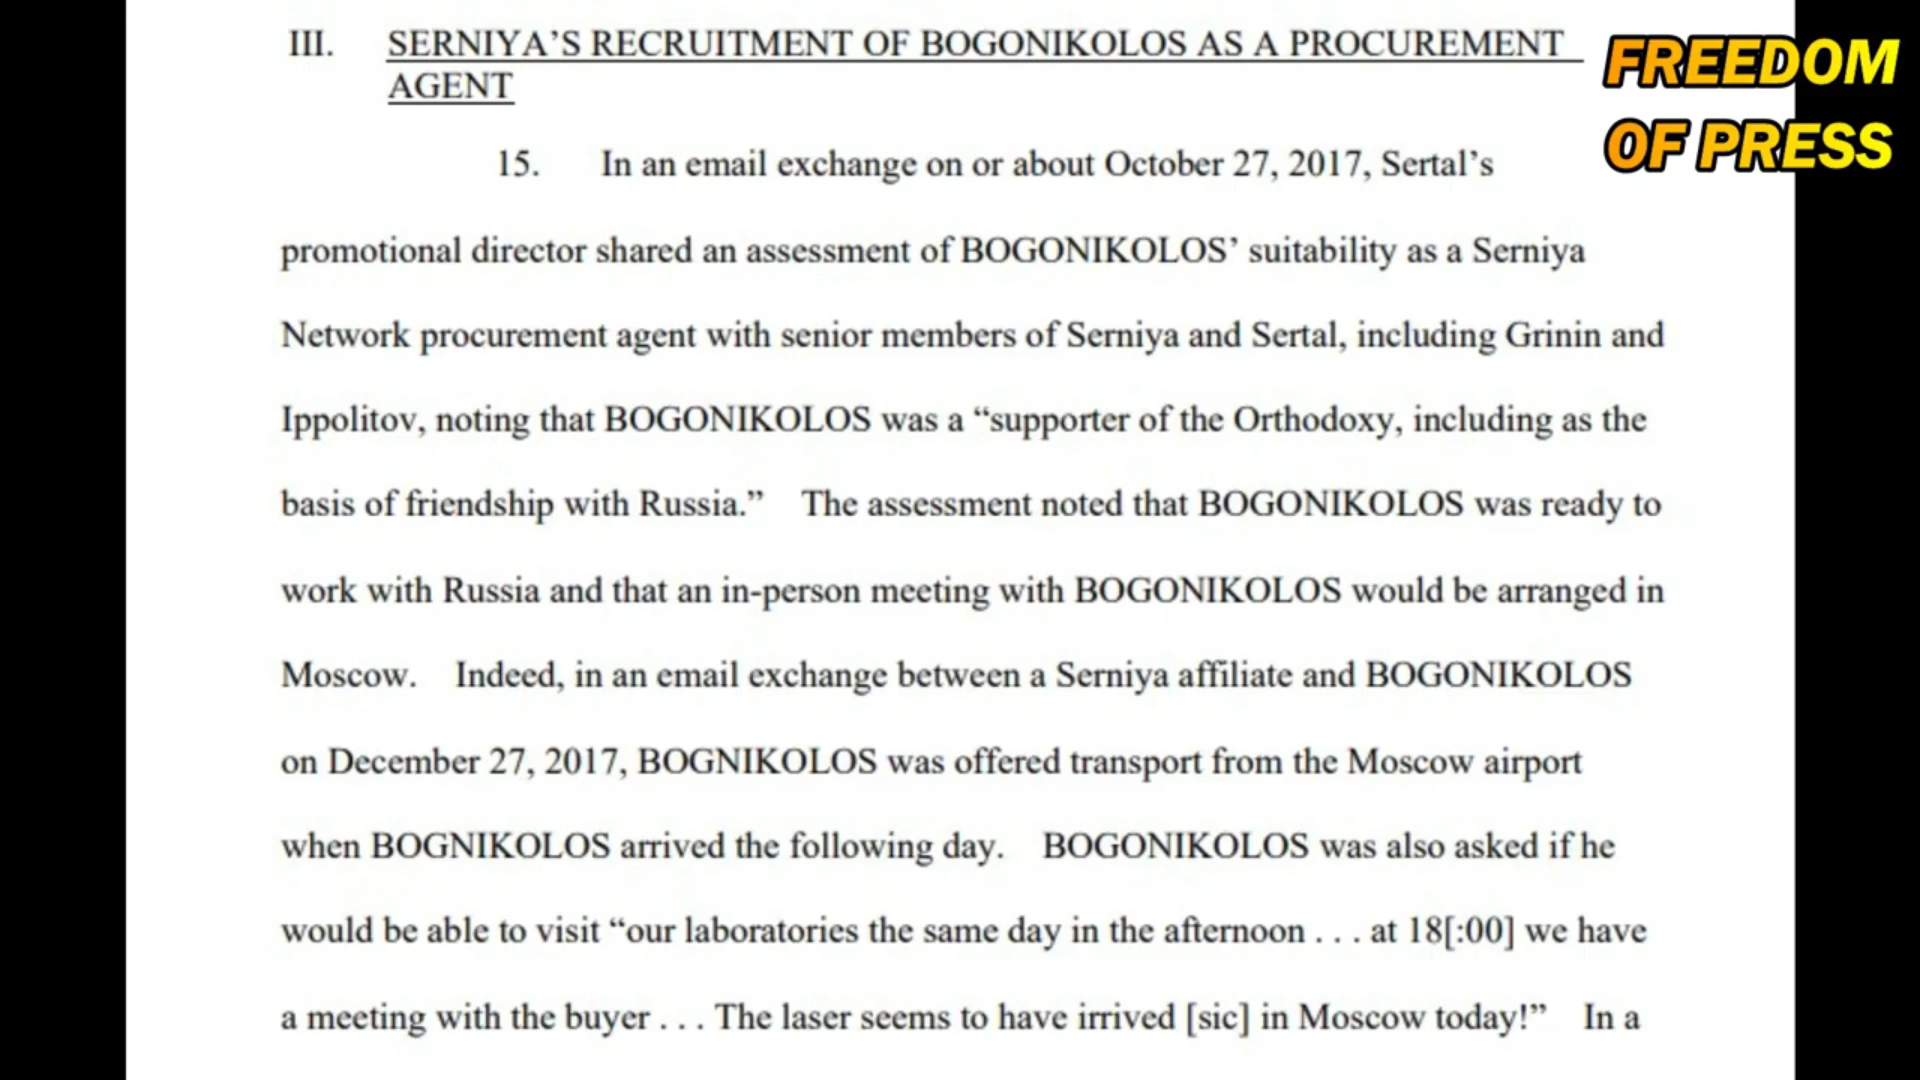 III. SERNIYA’S RECRUITMENT OF BOGONIKOLOS AS A PROCUREMENT
AGENT
FREEDOM
OF PRESS
15. In an email exchange on or about October 27, 2017, Sertal’s
promotional director shared an assessment of BOGONIKOLOS’ suitability as a Serniya
Network procurement agent with senior members of Serniya and Sertal, including Grinin and
Ippolitov, noting that BOGONIKOLOS was a “supporter of the Orthodoxy, including as the
basis of friendship with Russia.” The assessment noted that BOGONIKOLOS was ready to
work with Russia and that an in-person meeting with BOGONIKOLOS would be arranged in
Moscow. Indeed, in an email exchange between a Serniya affiliate and BOGONIKOLOS
on December 27, 2017, BOGNIKOLOS was offered transport from the Moscow airport
when BOGNIKOLOS arrived the following day. BOGONIKOLOS was also asked if he
would be able to visit “our laboratories the same day in the afternoon . . . at 18[:00] we have
a meeting with the buyer . . . The laser seems to have irrived [sic] in Moscow today!” In a